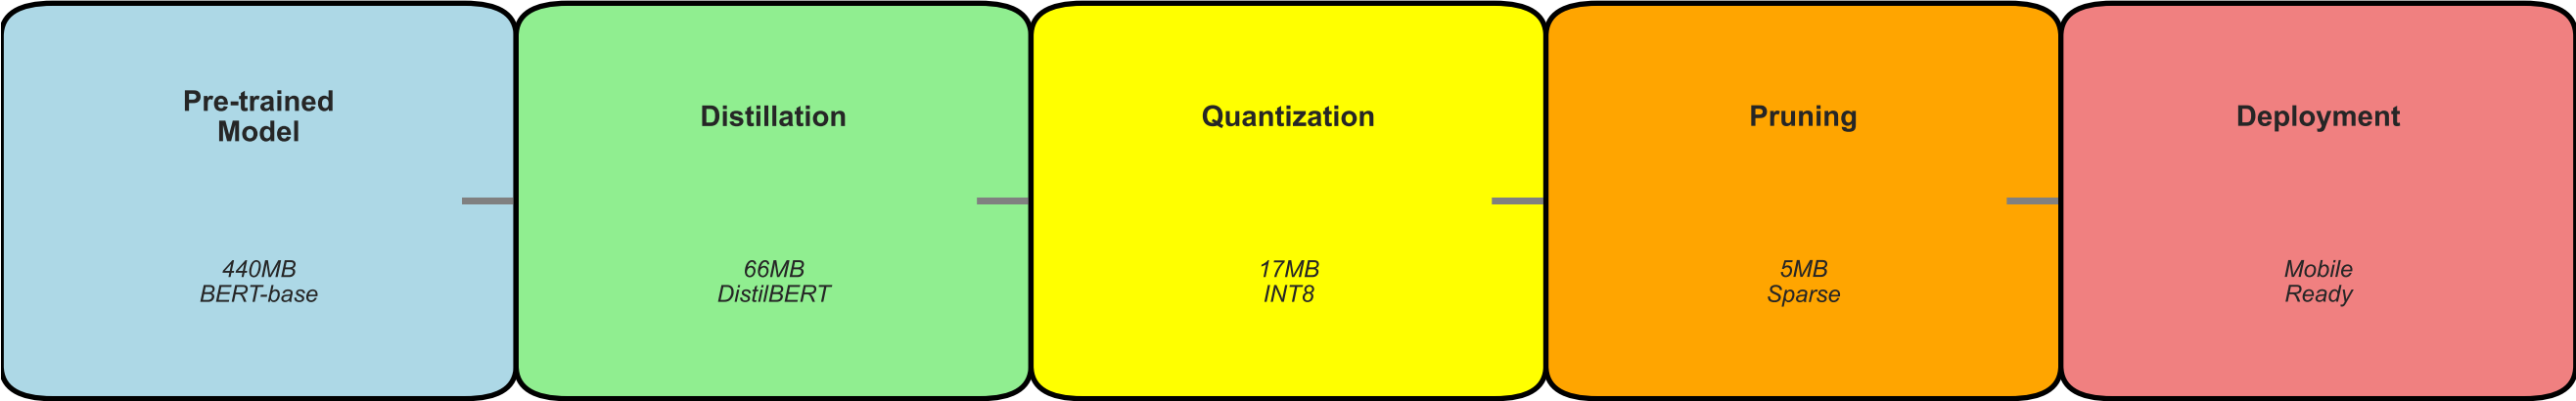 Pre-trained
Model
440MB
BERT-base
Distillation
66MB
DistilBERT
Quantization
17MB
INT8
Pruning
5MB
Sparse
Deployment
Mobile
Ready